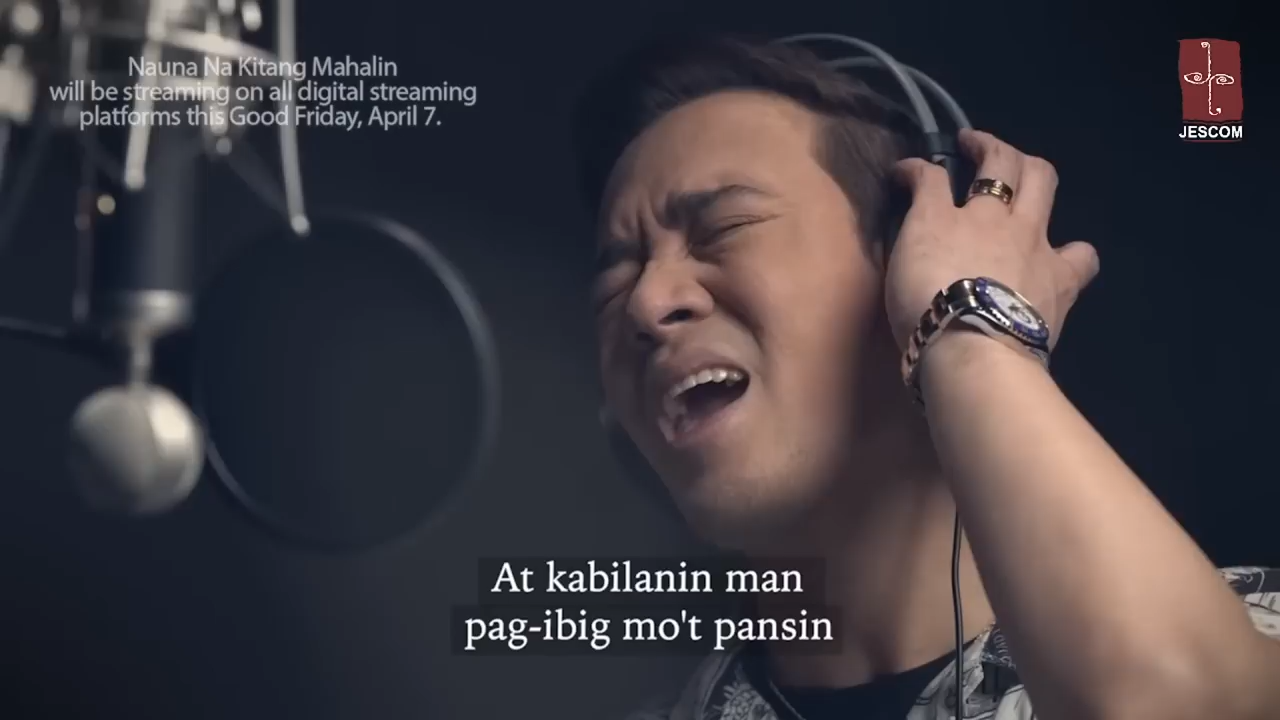 Nauna Na Kitang Mahalin
will be streaming on all digital streaming
platforms this Good Friday, April 7.
JESCOM
At kabilanin man
pag-ibig mo't pansin